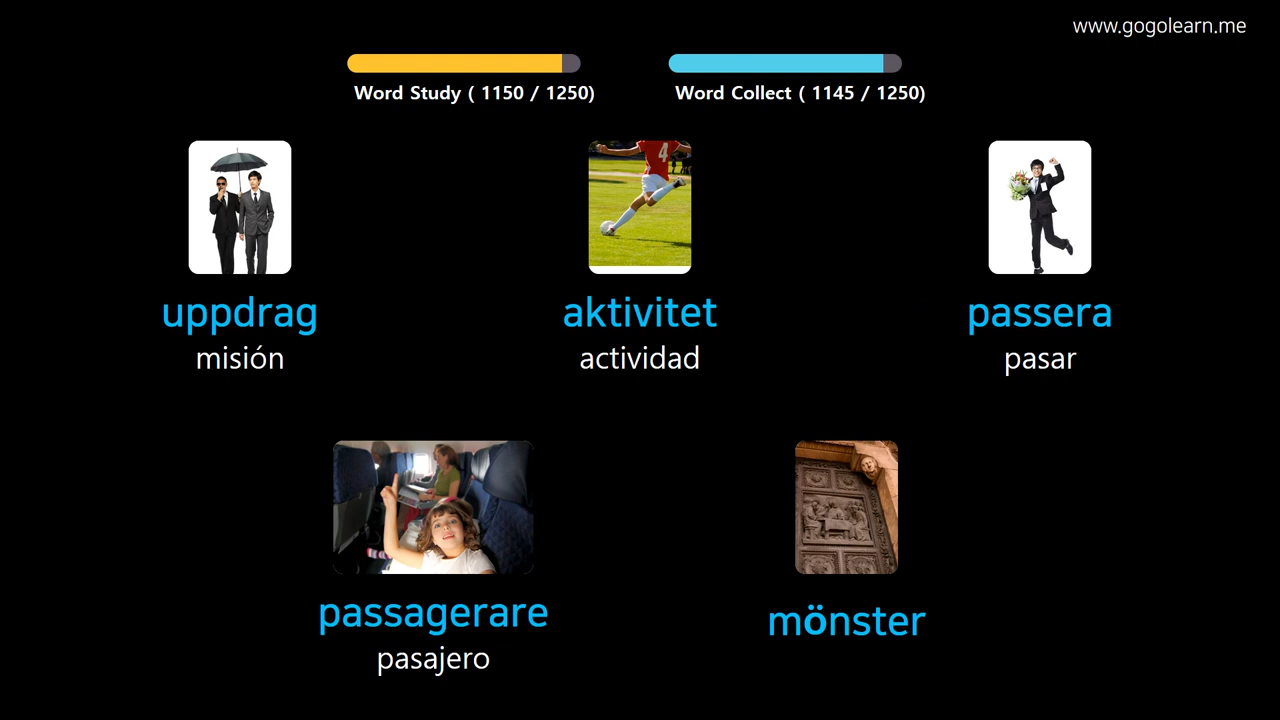 www.gogolearn.me
Word Study ( 1150 / 1250)
Word Collect ( 1145 / 1250)
uppdrag
misión
aktivitet
actividad
passera
pasar
passagerare
pasajero
mönster